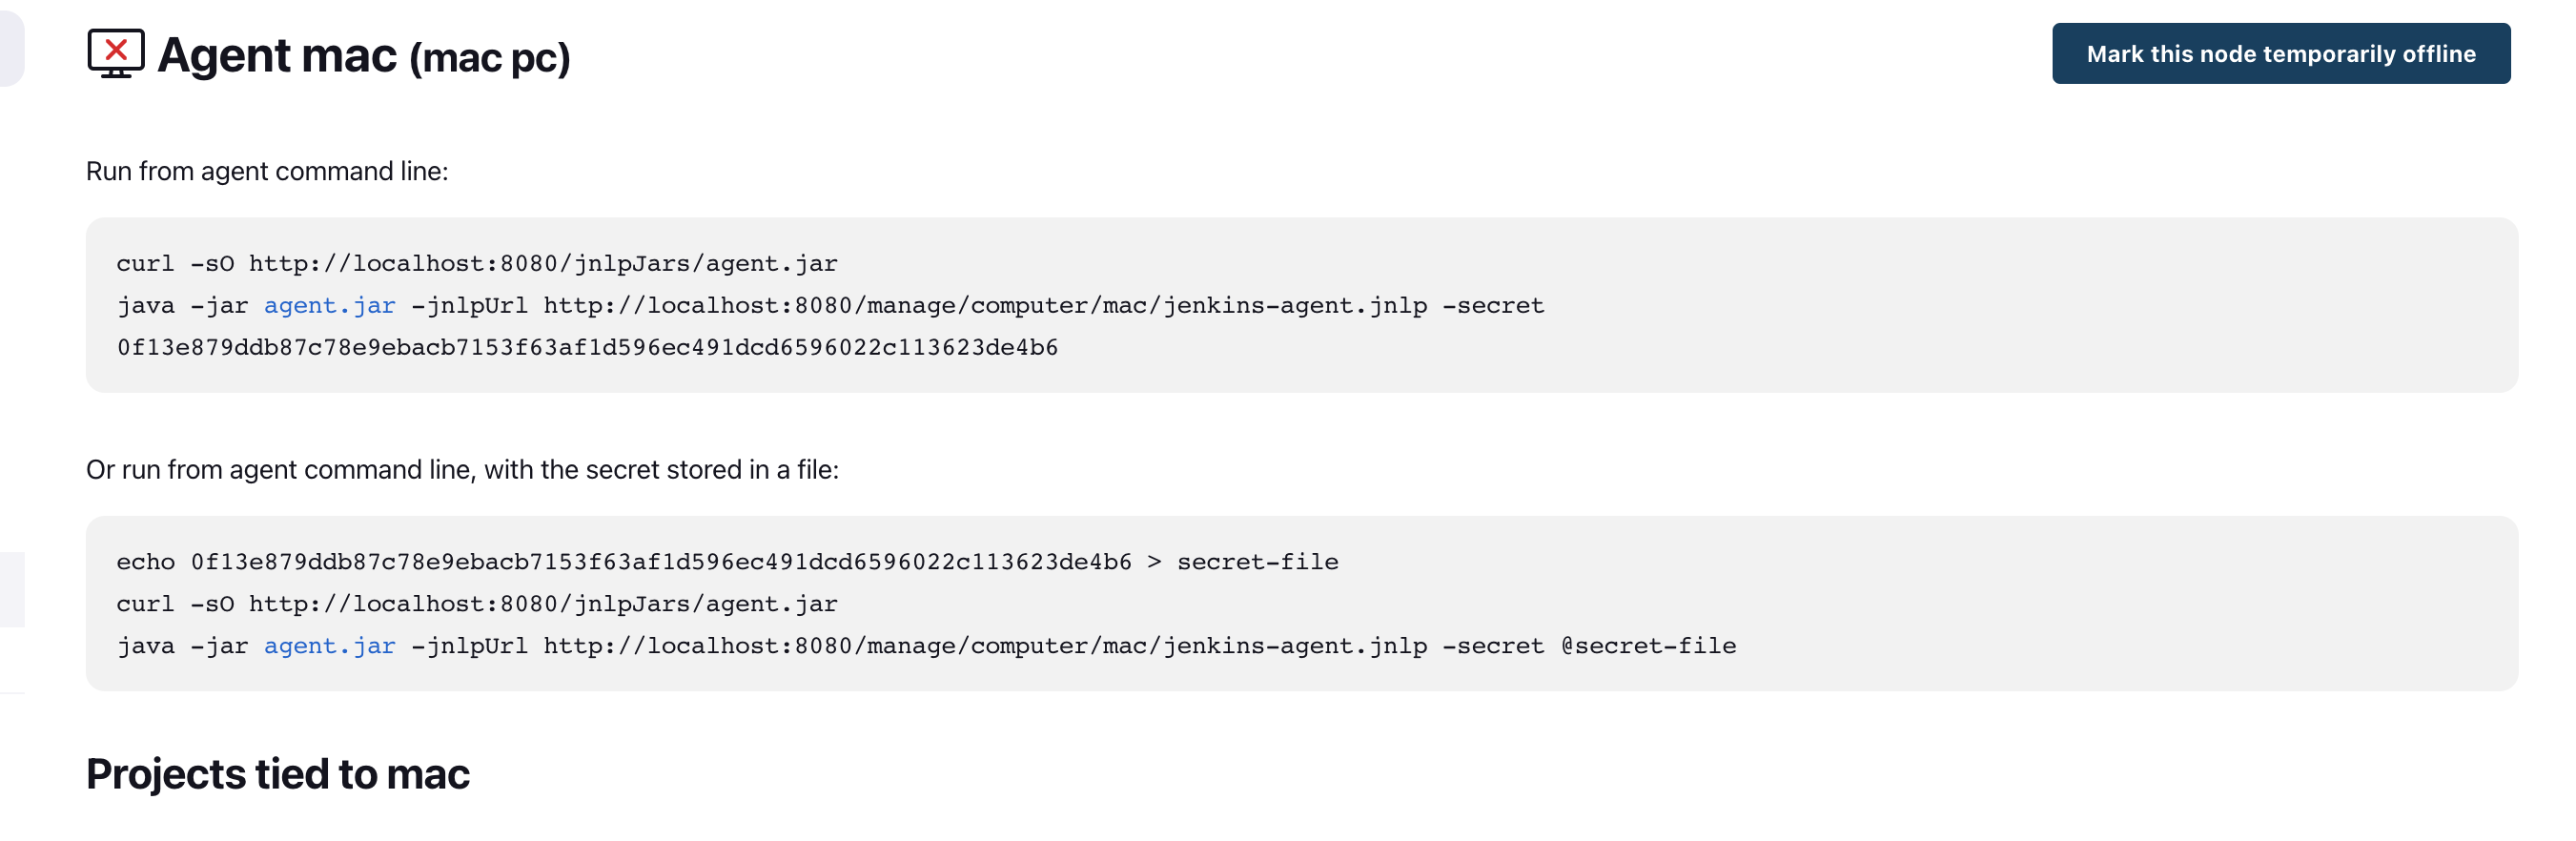 Agent mac (mac pc)
Mark this node temporarily offline
Run from agent command line:
curl -sO http://localhost:8080/jnlpJars/agent.jar
java -jar agent.jar -jnlpUrl http://localhost:8080/manage/computer/mac/jenkins-agent.jnlp -secret
0f13e879ddb87c78e9ebacb7153f63af1d596ec491dcd6596022c113623de4b6
Or run from agent command line, with the secret stored in a file:
echo 0f13e879ddb87c78e9ebacb7153f63af1d596ec491dcd6596022c113623de4b6 > secret-file
curl -sO http://localhost:8080/jnlpJars/agent.jar
java -jar agent.jar -jnlpUrl http://localhost:8080/manage/computer/mac/jenkins-agent.jnlp -secret @secret-file
Projects tied to mac